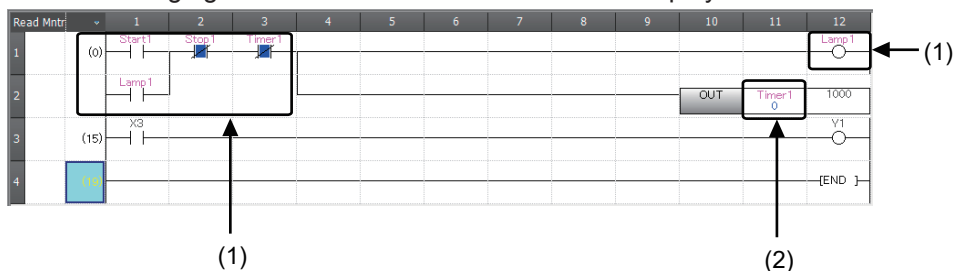 Read Mntr 1 2 3 4 5 6 7 8 9 10 11 12
Start1 Stop1 Timer1 Lamp1
1 (0) (1)
Lamp1
2 OUT Timer1 1000
0
X3 Y1
3 (15)
4 (19) [END ]
(1) (2)